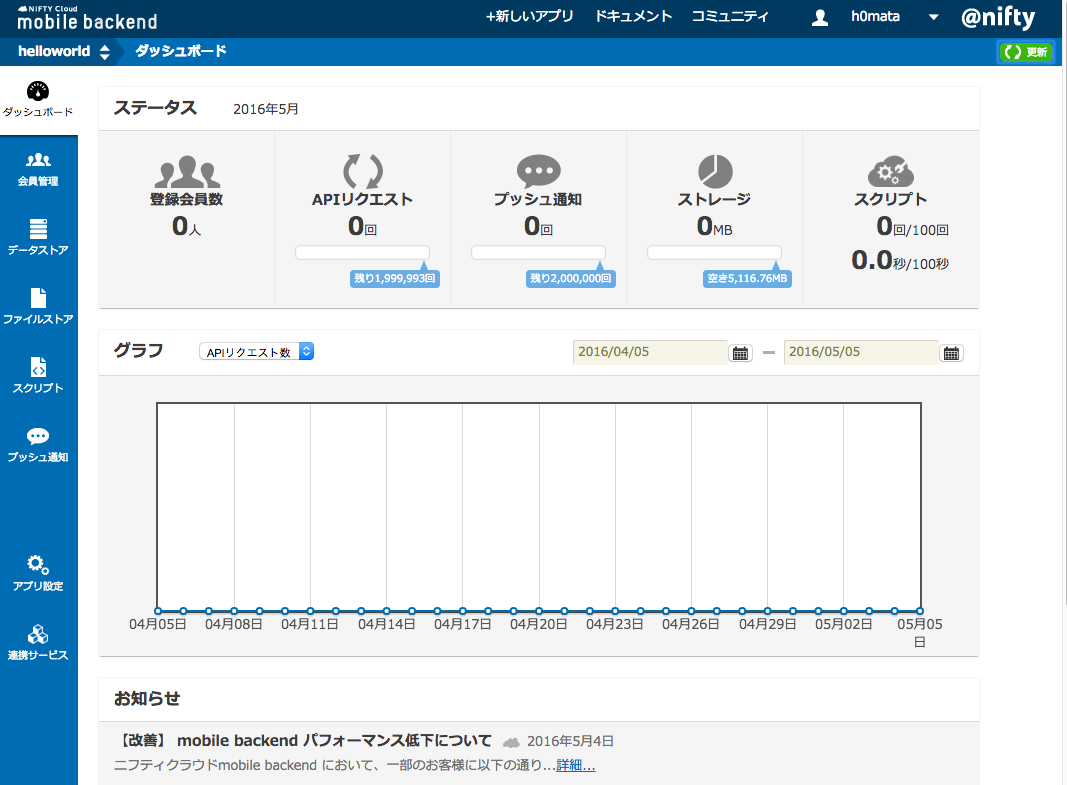 NIFTY Cloud
mobile backend
+新しいアプリ ドキュメント コミュニティ h0mata @nifty
helloworld ダッシュボード 更新
ダッシュボード
会員管理
データストア
ファイルストア
スクリプト
プッシュ通知
アプリ設定
連携サービス
ステータス 2016年5月
登録会員数
0人
APIリクエスト
0回
残り1,999,993回
プッシュ通知
0回
残り2,000,000回
ストレージ
0MB
空き5,116.76MB
スクリプト
0回/100回
0.0秒/100秒
グラフ APIリクエスト数 2016/04/05 — 2016/05/05
04月05日 04月08日 04月11日 04月14日 04月17日 04月20日 04月23日 04月26日 04月29日 05月02日 05月05
日
お知らせ
【改善】 mobile backend パフォーマンス低下について 2016年5月4日
ニフティクラウドmobile backend において、一部のお客様に以下の通り...詳細...